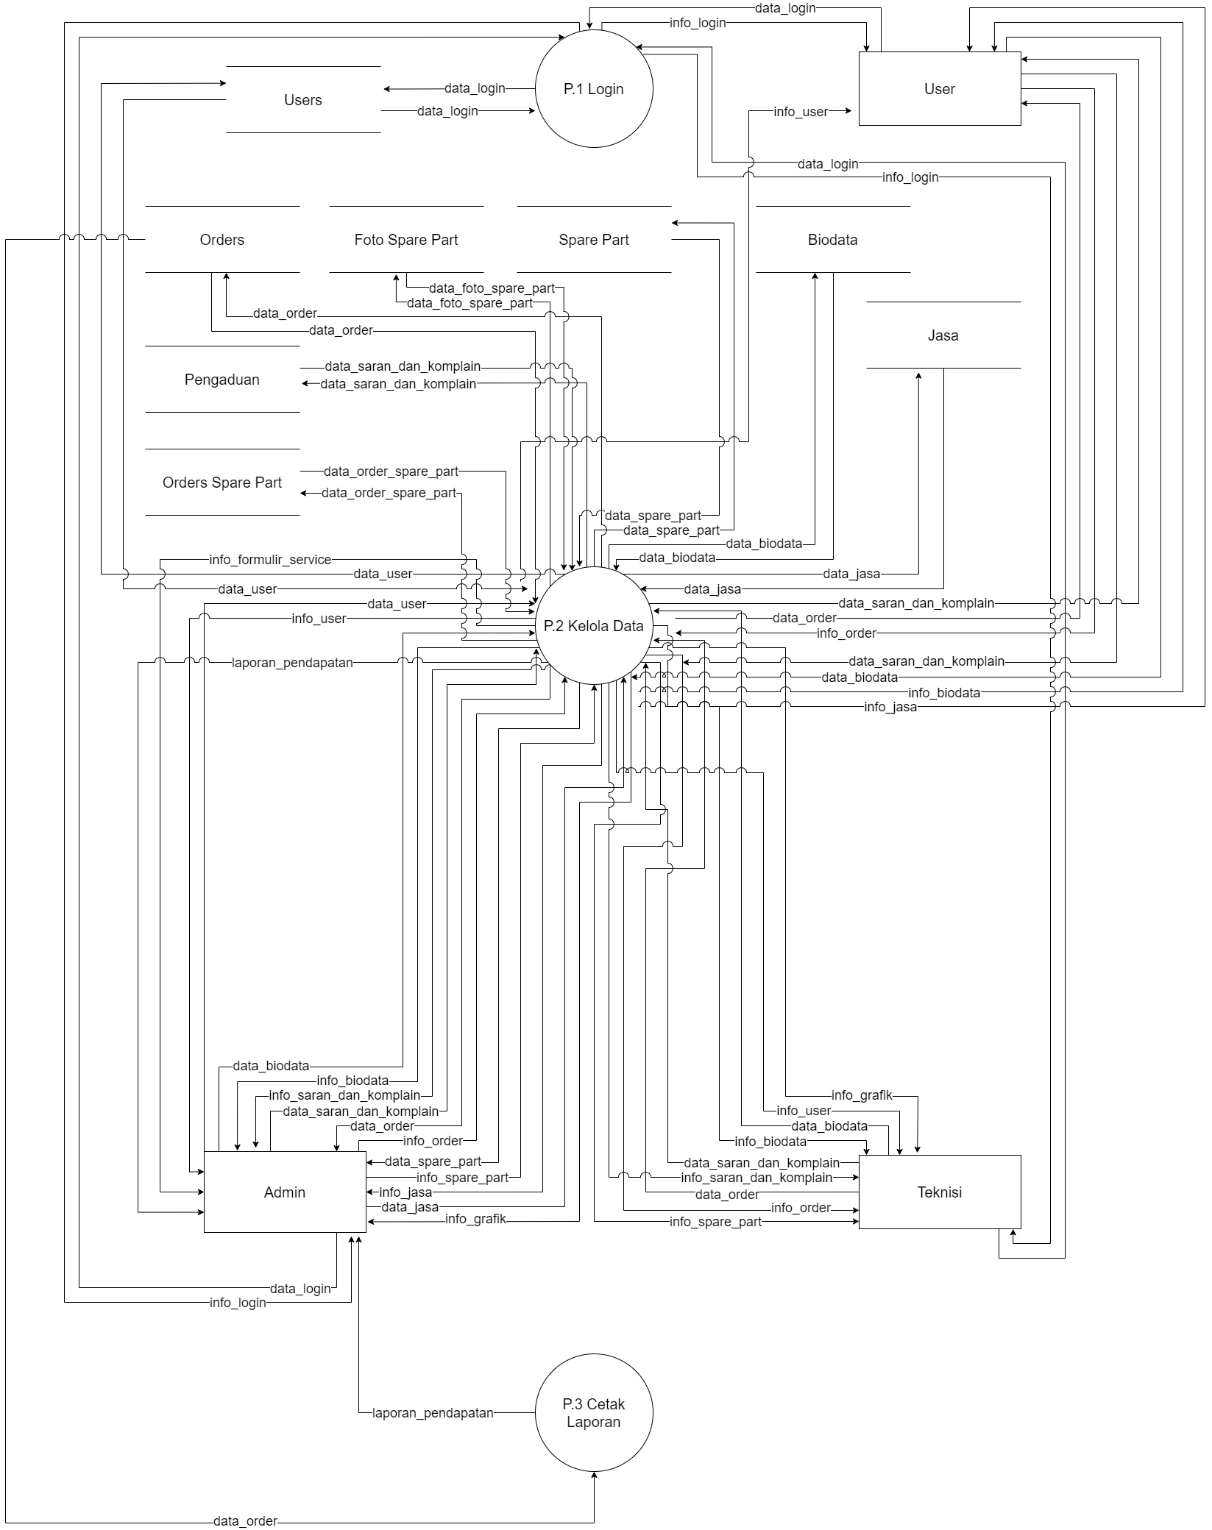 data_login
info_login
P.1 Login
User
data_login
Users
data_login
info_user
data_login
info_login
Orders
Foto Spare Part
Spare Part
Biodata
data_foto_spare_part
data_foto_spare_part
data_order
data_order
Jasa
data_saran_dan_komplain
Pengaduan
data_saran_dan_komplain
data_order_spare_part
Orders Spare Part
data_order_spare_part
data_spare_part
data_spare_part
data_biodata
info_formulir_service
data_biodata
data_user
data_jasa
data_user
data_jasa
data_user
data_saran_dan_komplain
info_user
data_order
P.2 Kelola Data
info_order
laporan_pendapatan
data_saran_dan_komplain
data_biodata
info_biodata
info_jasa
data_biodata
info_biodata
info_saran_dan_komplain
info_grafik
data_saran_dan_komplain
info_user
data_order
data_biodata
info_order
info_biodata
data_spare_part
data_saran_dan_komplain
info_spare_part
info_saran_dan_komplain
Admin
info_jasa
Teknisi
data_order
data_jasa
info_order
info_grafik
info_spare_part
data_login
info_login
P.3 Cetak
Laporan
laporan_pendapatan
data_order